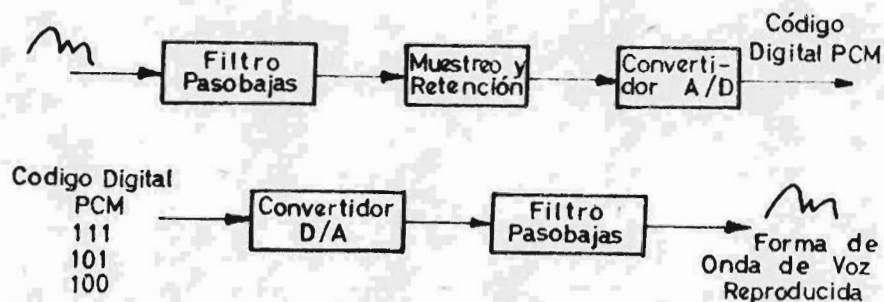 Filtro
Pasobajas
Muestreo y
Retención
Converti-
dor A/D
Código
Digital PCM
Codigo Digital
PCM
111
101
100
Convertidor
D/A
Filtro
Pasobajas
Forma de
Onda de Voz
Reproducida